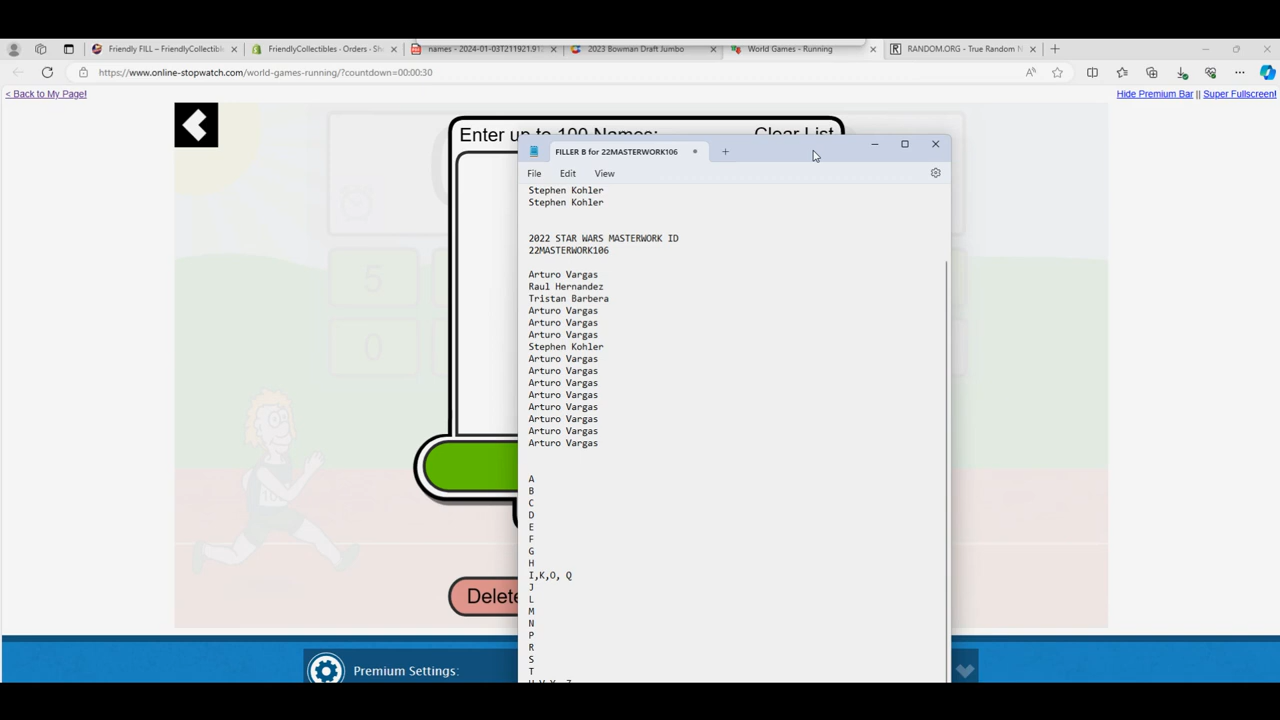 Friendly FILL – FriendlyCollectible
FriendlyCollectibles - Orders - Sh
names - 2024-01-03T211921.91
2023 Bowman Draft Jumbo
World Games - Running
RANDOM.ORG - True Random N
https://www.online-stopwatch.com/world-games-running/?countdown=00:00:30
< Back to My Page!
Hide Premium Bar || Super Fullscreen!
Enter up to 100 Names:
Clear List
FILLER B for 22MASTERWORK106
File
Edit
View
Stephen Kohler
Stephen Kohler
2022 STAR WARS MASTERWORK ID
22MASTERWORK106
Arturo Vargas
Raul Hernandez
Tristan Barbera
Arturo Vargas
Arturo Vargas
Arturo Vargas
Stephen Kohler
Arturo Vargas
Arturo Vargas
Arturo Vargas
Arturo Vargas
Arturo Vargas
Arturo Vargas
Arturo Vargas
Arturo Vargas
A
B
C
D
E
F
G
H
I,K,O, Q
J
L
M
N
P
R
S
T
5
0
Delete
Premium Settings: